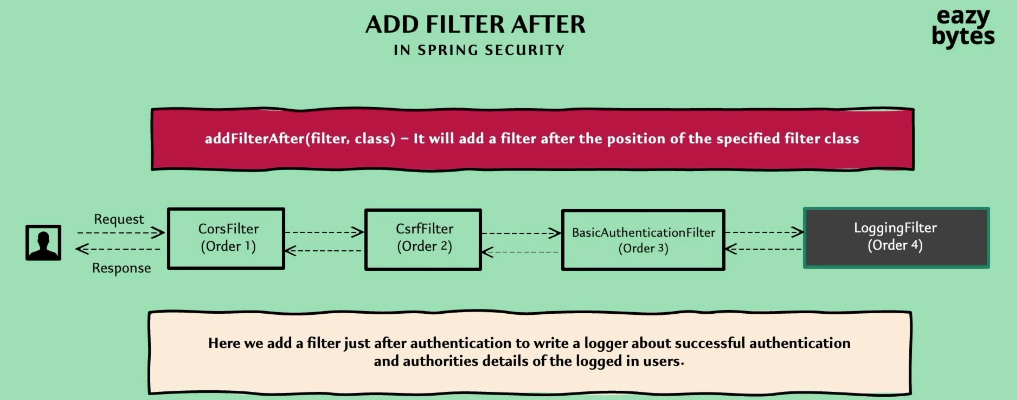 ADD FILTER AFTER
IN SPRING SECURITY
eazy
bytes
addFilterAfter(filter, class) – It will add a filter after the position of the specified filter class
Request
Response
CorsFilter
(Order 1)
CsrfFilter
(Order 2)
BasicAuthenticationFilter
(Order 3)
LoggingFilter
(Order 4)
Here we add a filter just after authentication to write a logger about successful authentication
and authorities details of the logged in users.